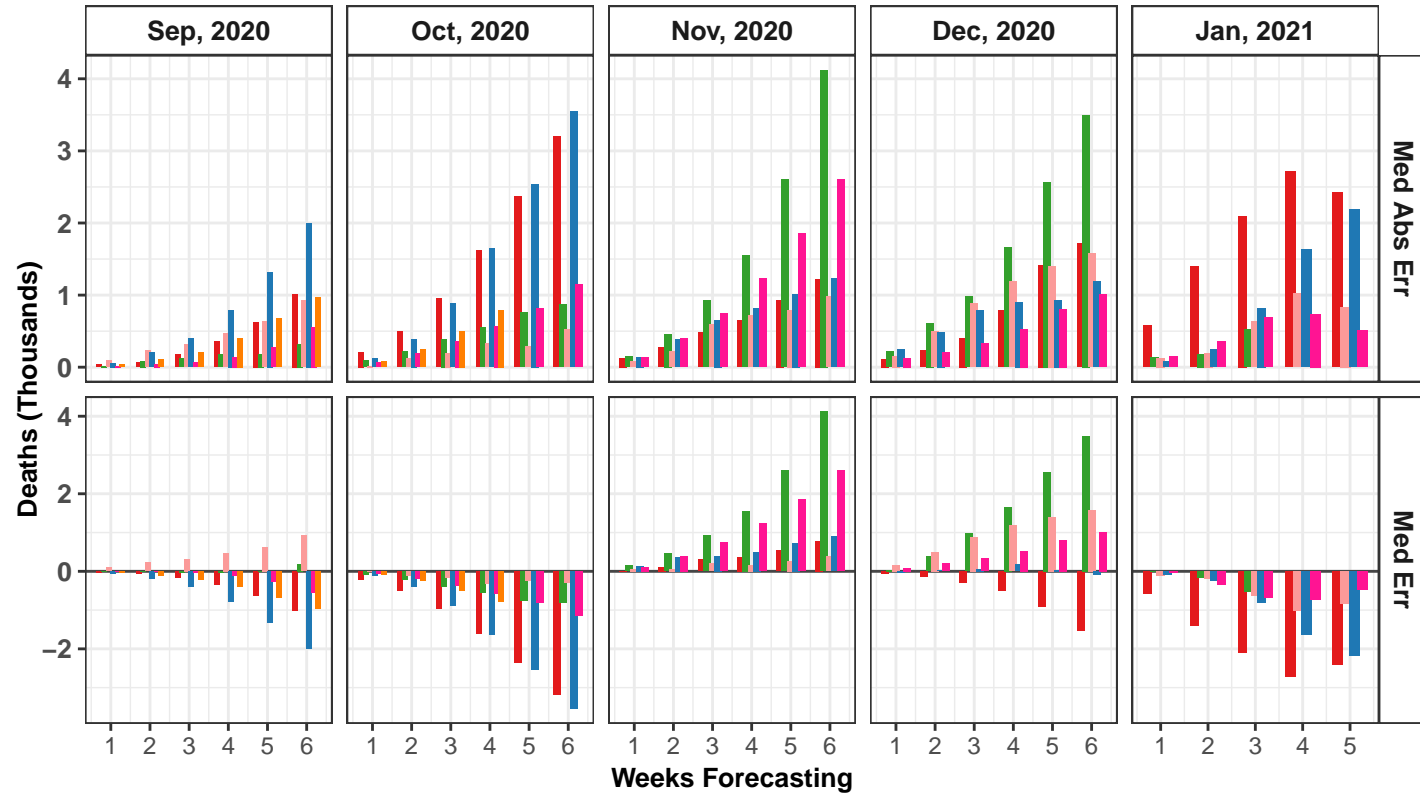 Sep, 2020 Oct, 2020 Nov, 2020 Dec, 2020 Jan, 2021
4
3
2
1
0
Med Abs Err
4
2
0
−2
Med Err
Deaths (Thousands)
1 2 3 4 5 6 1 2 3 4 5 6 1 2 3 4 5 6 1 2 3 4 5 6 1 2 3 4 5
Weeks Forecasting